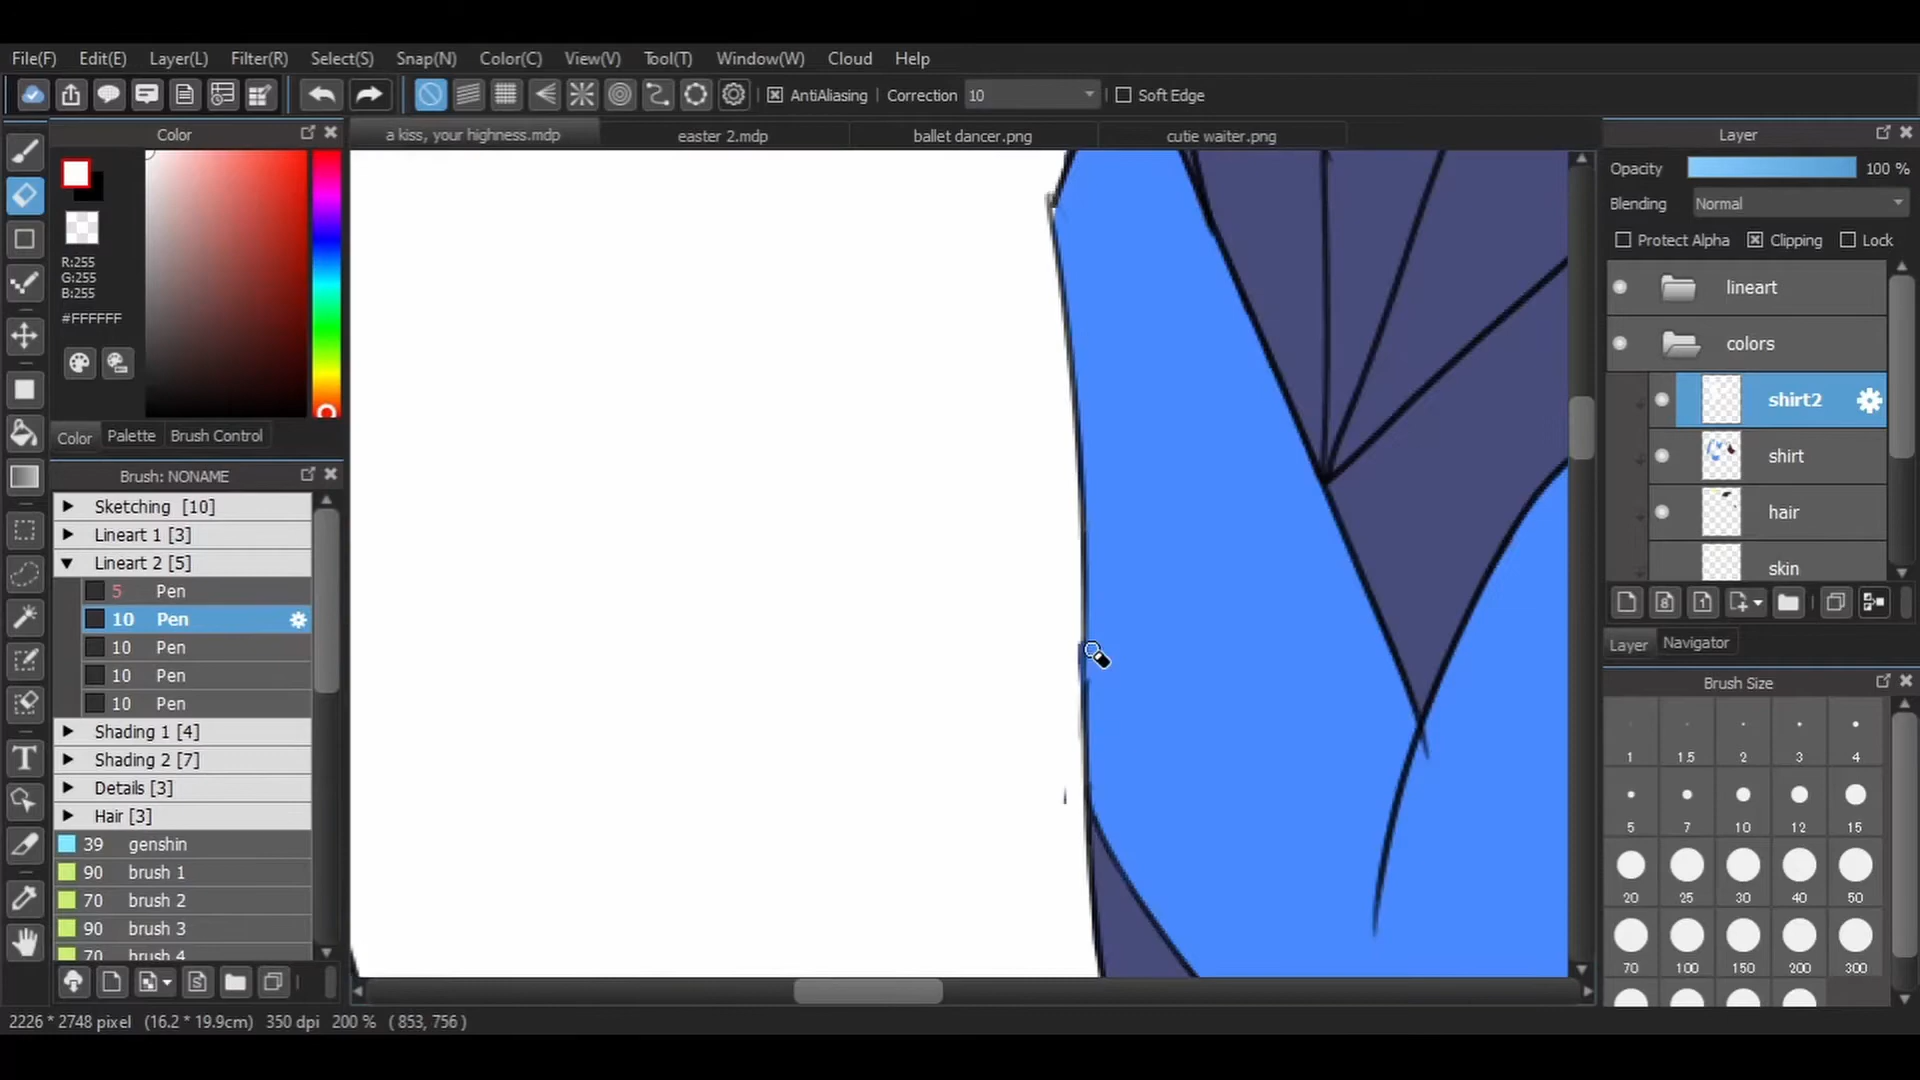 File(F) Edit(E) Layer(L) Filter(R) Select(S) Snap(N) Color(C) View(V) Tool(T) Window(W) Cloud Help
AntiAliasing Correction 10 Soft Edge
Color
a kiss, your highness.mdp easter 2.mdp ballet dancer.png cutie waiter.png
R:255
G:255
B:255
#FFFFFF
Color Palette Brush Control
Brush: NONAME
Sketching [10]
Lineart 1 [3]
Lineart 2 [5]
5 Pen
10 Pen
10 Pen
10 Pen
10 Pen
Shading 1 [4]
Shading 2 [7]
Details [3]
Hair [3]
39 genshin
90 brush 1
70 brush 2
90 brush 3
70 brush 4
Layer
Opacity 100 %
Blending Normal
Protect Alpha Clipping Lock
lineart
colors
shirt2
shirt
hair
skin
8 1
Layer Navigator
Brush Size
1 1.5 2 3 4
5 7 10 12 15
20 25 30 40 50
70 100 150 200 300
2226 * 2748 pixel (16.2 * 19.9cm) 350 dpi 200 % ( 853, 756 )